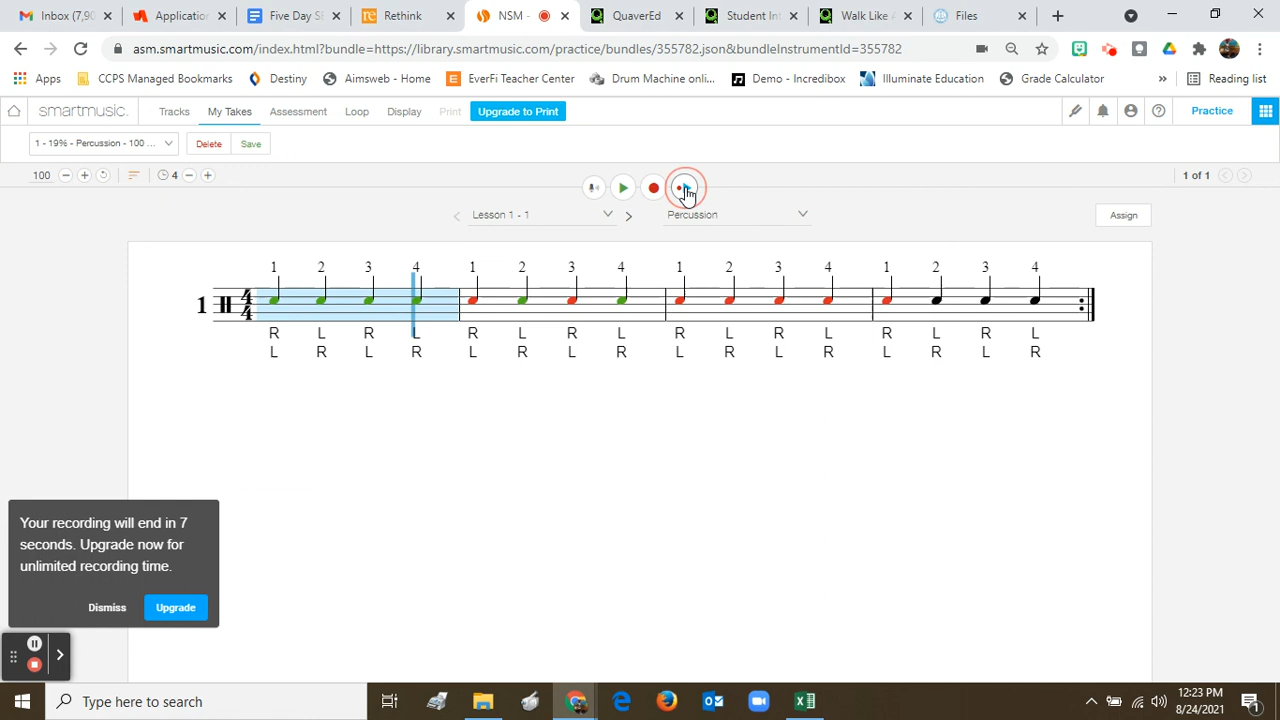 Inbox (7,90
Application
Five Day S
Rethink
NSM -
QuaverEd
Student In
Walk Like
Files
asm.smartmusic.com/index.html?bundle=https://library.smartmusic.com/practice/bundles/355782.json&bundleInstrumentId=355782
Apps
CCPS Managed Bookmarks
Destiny
Aimsweb - Home
EverFi Teacher Center
Drum Machine onli...
Demo - Incredibox
Illuminate Education
Grade Calculator
»
Reading list
smartmusic.
Tracks
My Takes
Assessment
Loop
Display
Print
Upgrade to Print
Practice
1 - 19% - Percussion - 100 ...
Delete
Save
100
4
1 of 1
Lesson 1 - 1
Percussion
Assign
1 2 3 4 1 2 3 4 1 2 3 4 1 2 3 4
1 4 4
R L R L R L R L R L R L R L R L
L R L R L R L R L R L R L R L R
Your recording will end in 7
seconds. Upgrade now for
unlimited recording time.
Dismiss
Upgrade
Type here to search
12:23 PM
8/24/2021
1